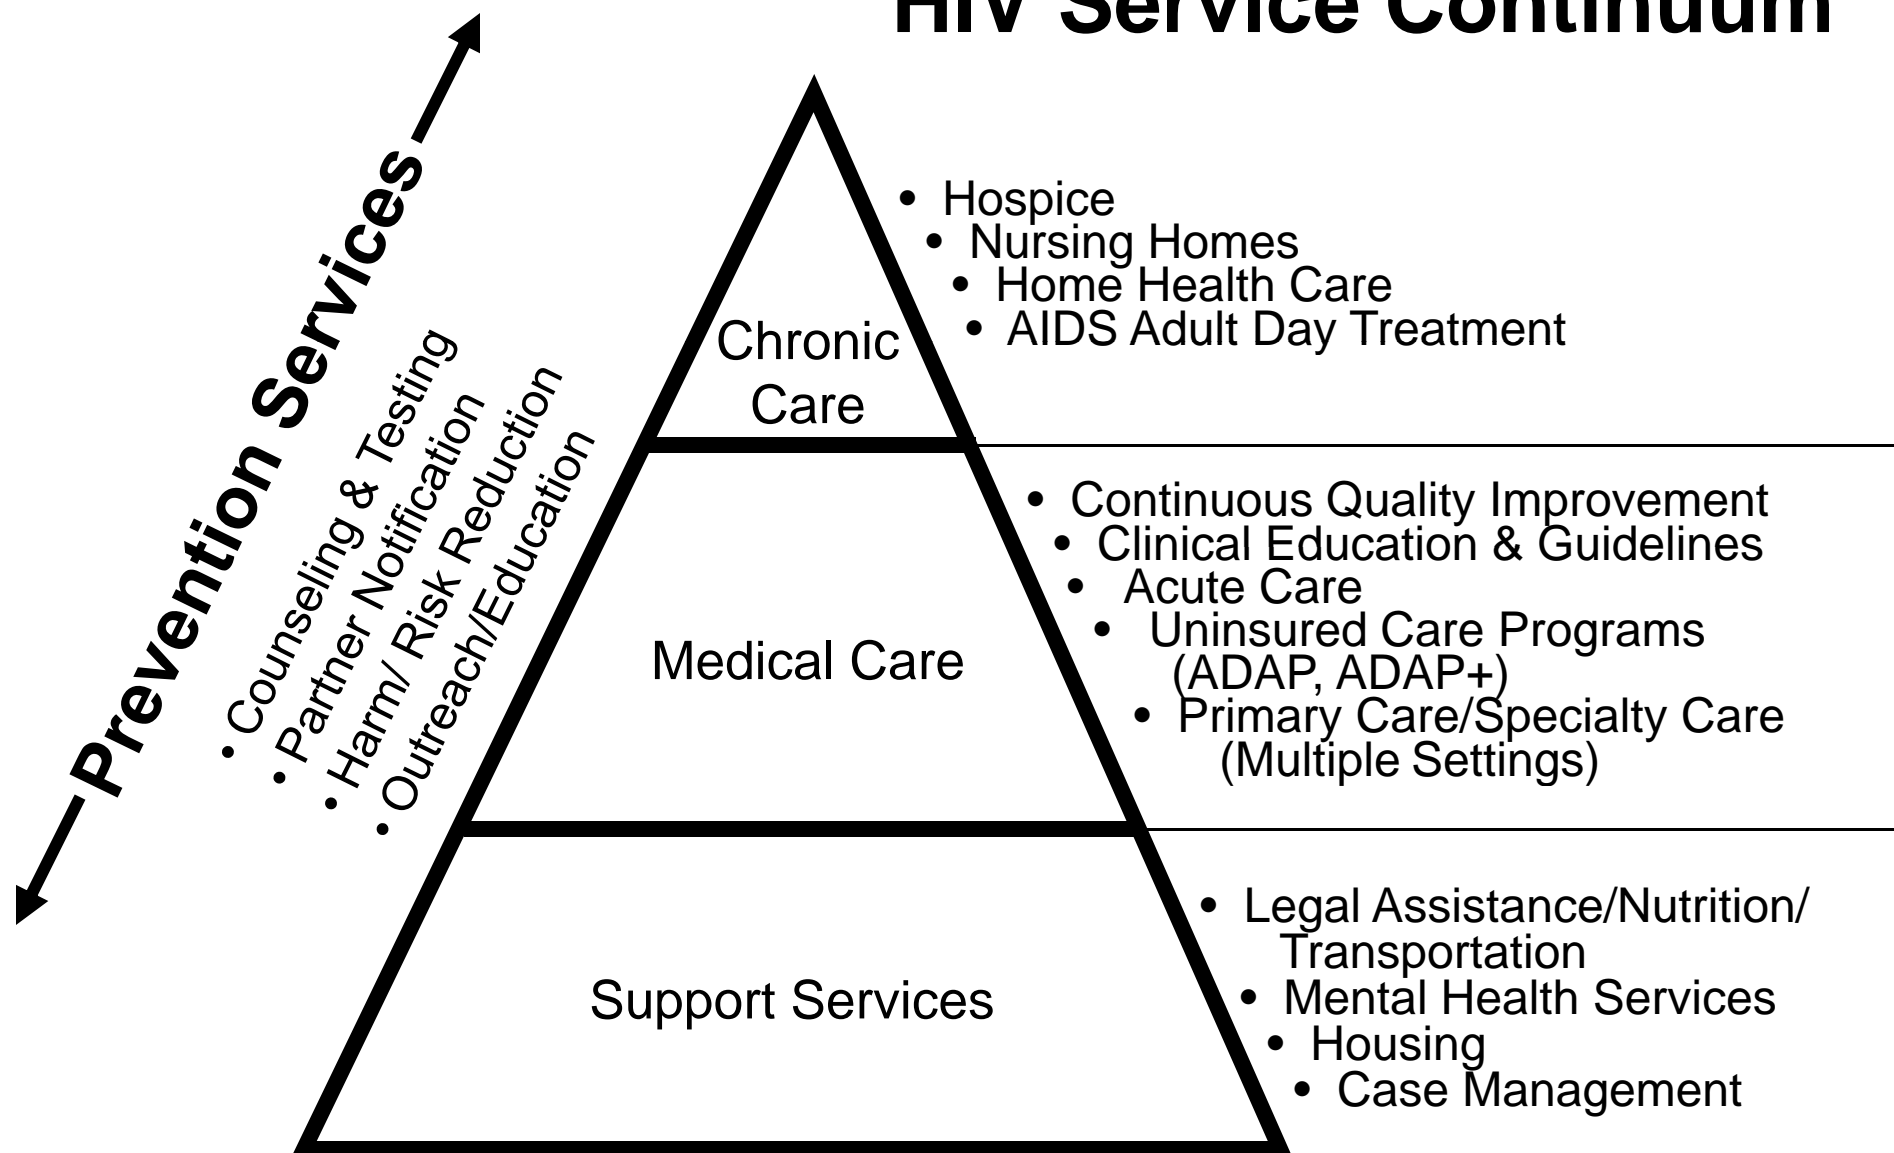 HIV Service Continuum
Prevention Services
• Counseling & Testing
• Partner Notification
• Harm/ Risk Reduction
• Outreach/Education
Chronic
Care
• Hospice
• Nursing Homes
• Home Health Care
• AIDS Adult Day Treatment
Medical Care
• Continuous Quality Improvement
• Clinical Education & Guidelines
• Acute Care
• Uninsured Care Programs
(ADAP, ADAP+)
• Primary Care/Specialty Care
(Multiple Settings)
Support Services
• Legal Assistance/Nutrition/
Transportation
• Mental Health Services
• Housing
• Case Management